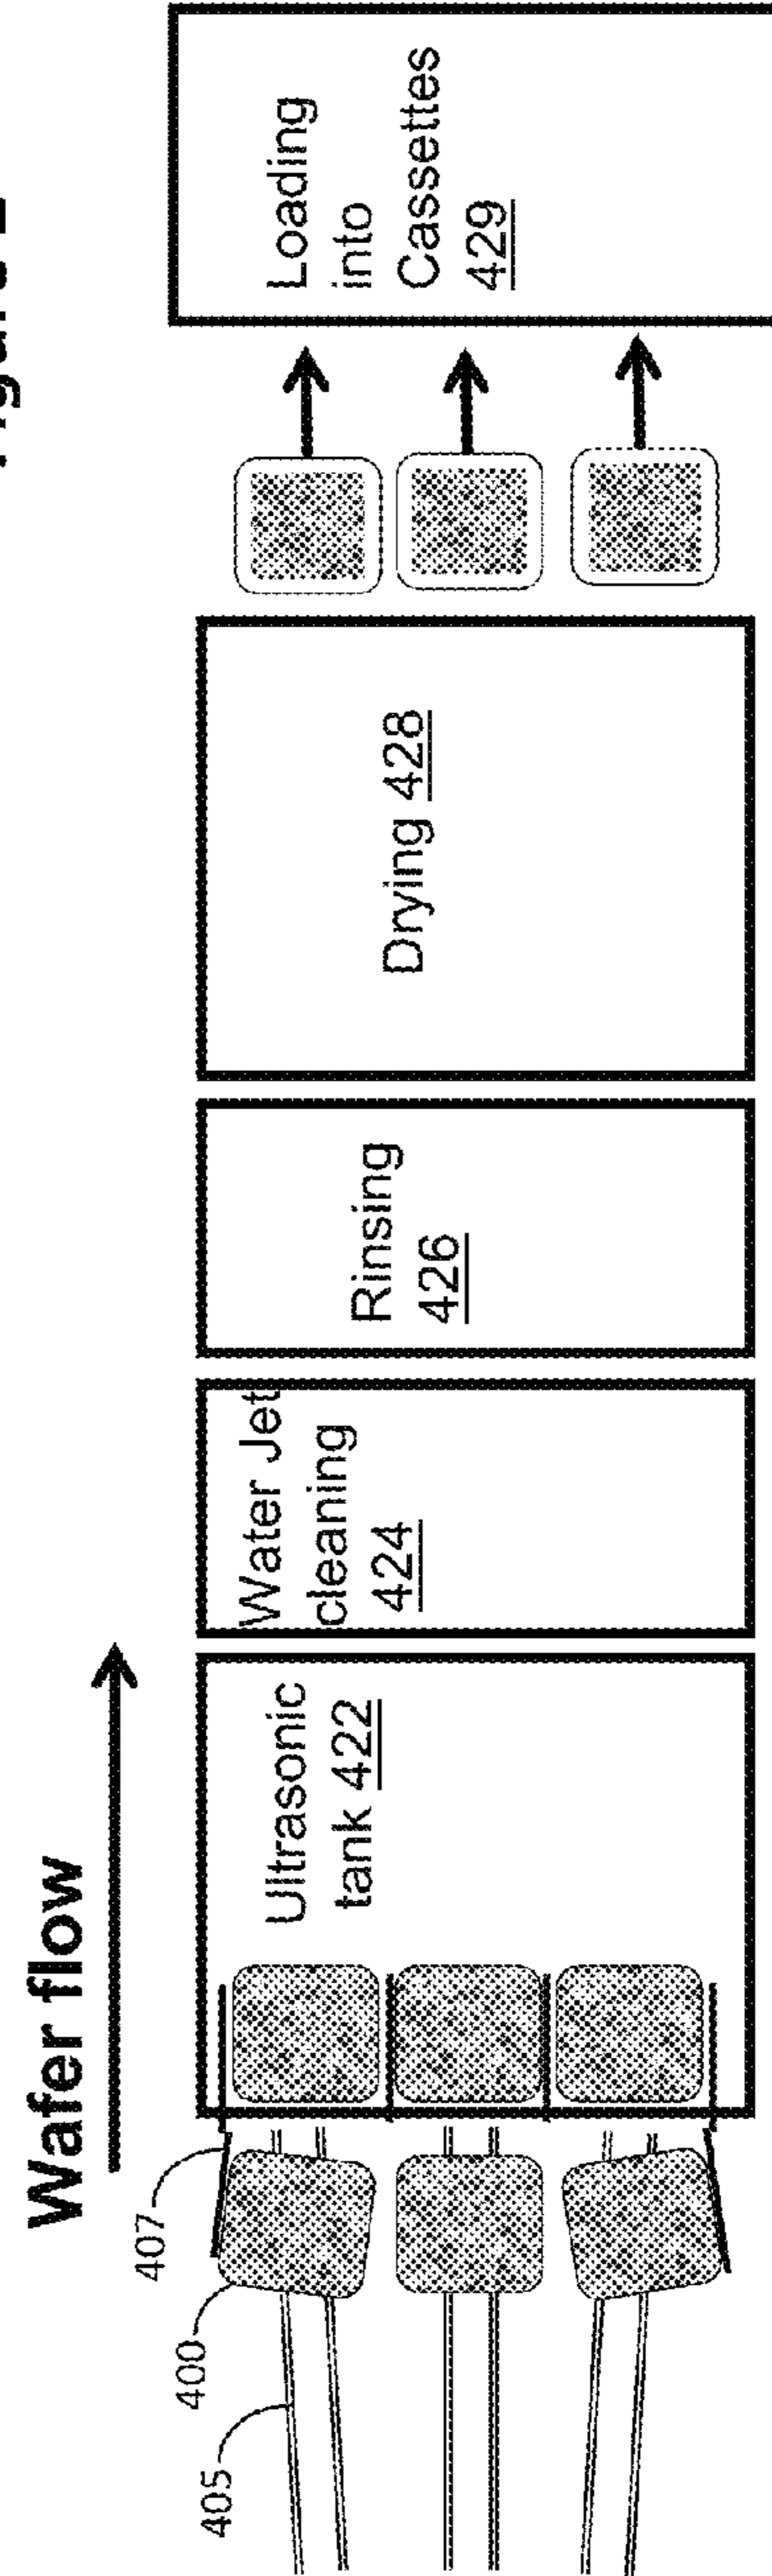 Wafer flow
407
400
405
Ultrasonic
tank 422
Water Jet
cleaning
424
Rinsing
426
Drying 428
Loading
into
Cassettes
429